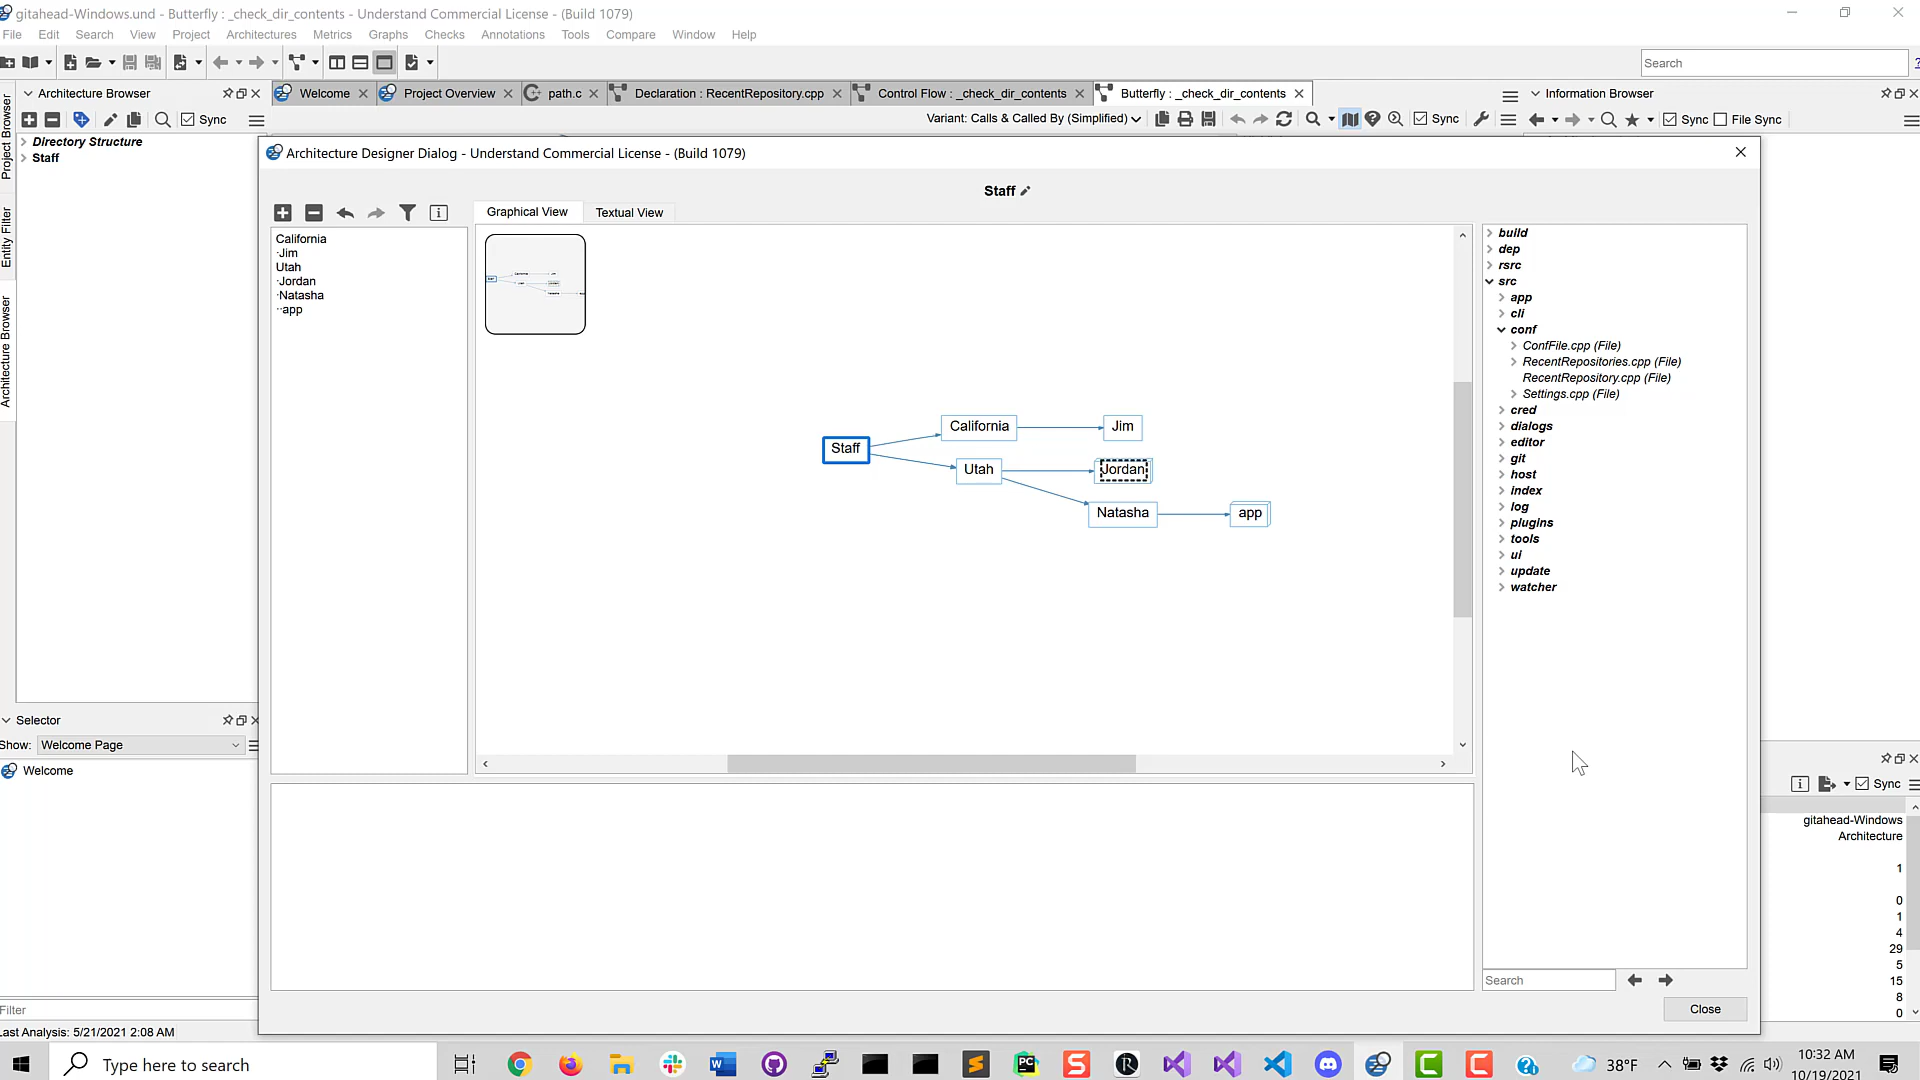 gitahead-Windows.und - Butterfly : _check_dir_contents - Understand Commercial License - (Build 1079)
File Edit Search View Project Architectures Metrics Graphs Checks Annotations Tools Compare Window Help
Search
Architecture Browser
Welcome
Project Overview
path.c
Declaration : RecentRepository.cpp
Control Flow : _check_dir_contents
Butterfly : _check_dir_contents
Information Browser
Sync
Variant: Calls & Called By (Simplified)
Sync
Sync
File Sync
Project Browser
Entity Filter
Architecture Browser
Directory Structure
Staff
Architecture Designer Dialog - Understand Commercial License - (Build 1079)
Staff
Graphical View
Textual View
California
·Jim
Utah
·Jordan
·Natasha
··app
Staff
California
Jim
Utah
Jordan
Natasha
app
build
dep
rsrc
src
app
cli
conf
ConfFile.cpp (File)
RecentRepositories.cpp (File)
RecentRepository.cpp (File)
Settings.cpp (File)
cred
dialogs
editor
git
host
index
log
plugins
tools
ui
update
watcher
Search
Close
Selector
Show:
Welcome Page
Welcome
Filter
Last Analysis: 5/21/2021 2:08 AM
Sync
gitahead-Windows
Architecture
1
0
1
4
29
5
15
8
0
Type here to search
38°F
10:32 AM
10/19/2021